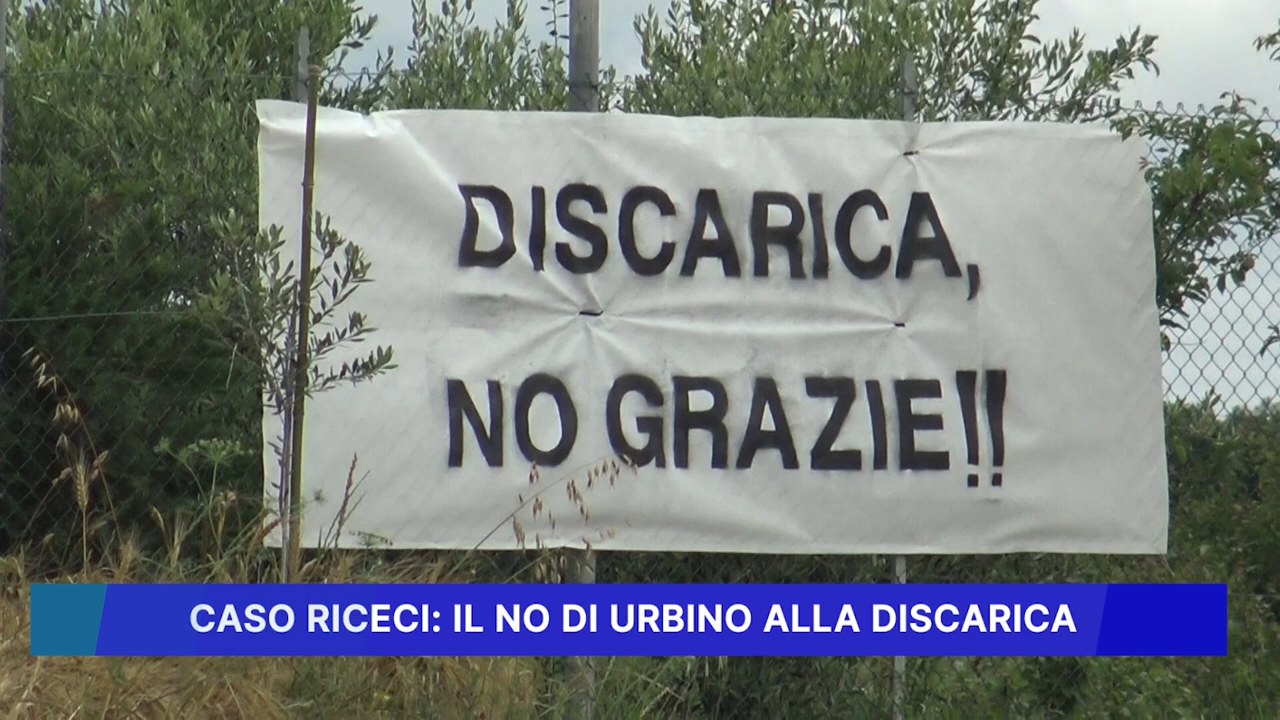 DISCARICA,
NO GRAZIE!!
CASO RICECI: IL NO DI URBINO ALLA DISCARICA